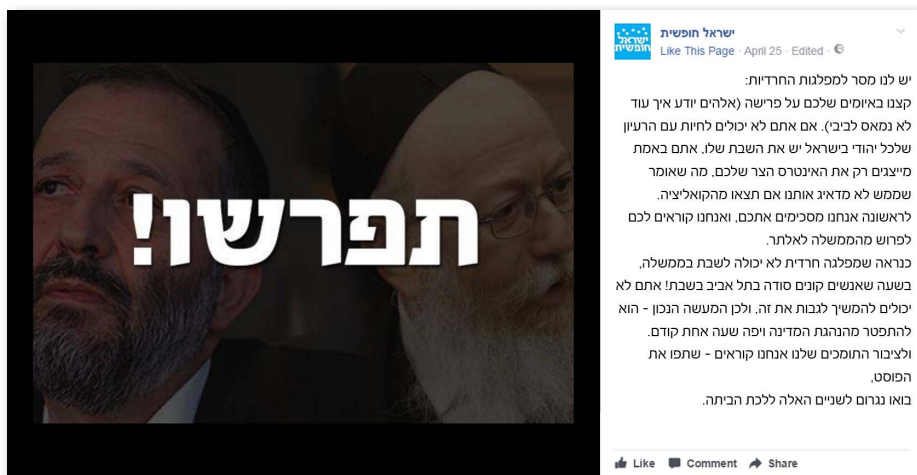 תפרשו!
ישראל
חופשית
ישראל חופשית
Like This Page · April 25 · Edited ·
יש לנו מסר למפלגות החרדיות:
קצנו באיומים שלכם על פרישה (אלהים יודע איך עוד
לא נמאס לביבי). אם אתם לא יכולים לחיות עם הרעיון
שלכל יהודי בישראל יש את השבת שלו, אתם באמת
מייצגים רק את האינטרס הצר שלכם, מה שאומר
שממש לא מדאיג אותנו אם תצאו מהקואליציה.
לראשונה אנחנו מסכימים אתכם, ואנחנו קוראים לכם
לפרוש מהממשלה לאלתר.
כנראה שמפלגה חרדית לא יכולה לשבת בממשלה,
בשעה שאנשים קונים סודה בתל אביב בשבת! אתם לא
יכולים להמשיך לגבות את זה, ולכן המעשה הנכון - הוא
להתפטר מהנהגת המדינה ויפה שעה אחת קודם.
ולציבור התומכים שלנו אנחנו קוראים - שתפו את
הפוסט,
בואו נגרום לשניים האלה ללכת הביתה.
Like Comment Share